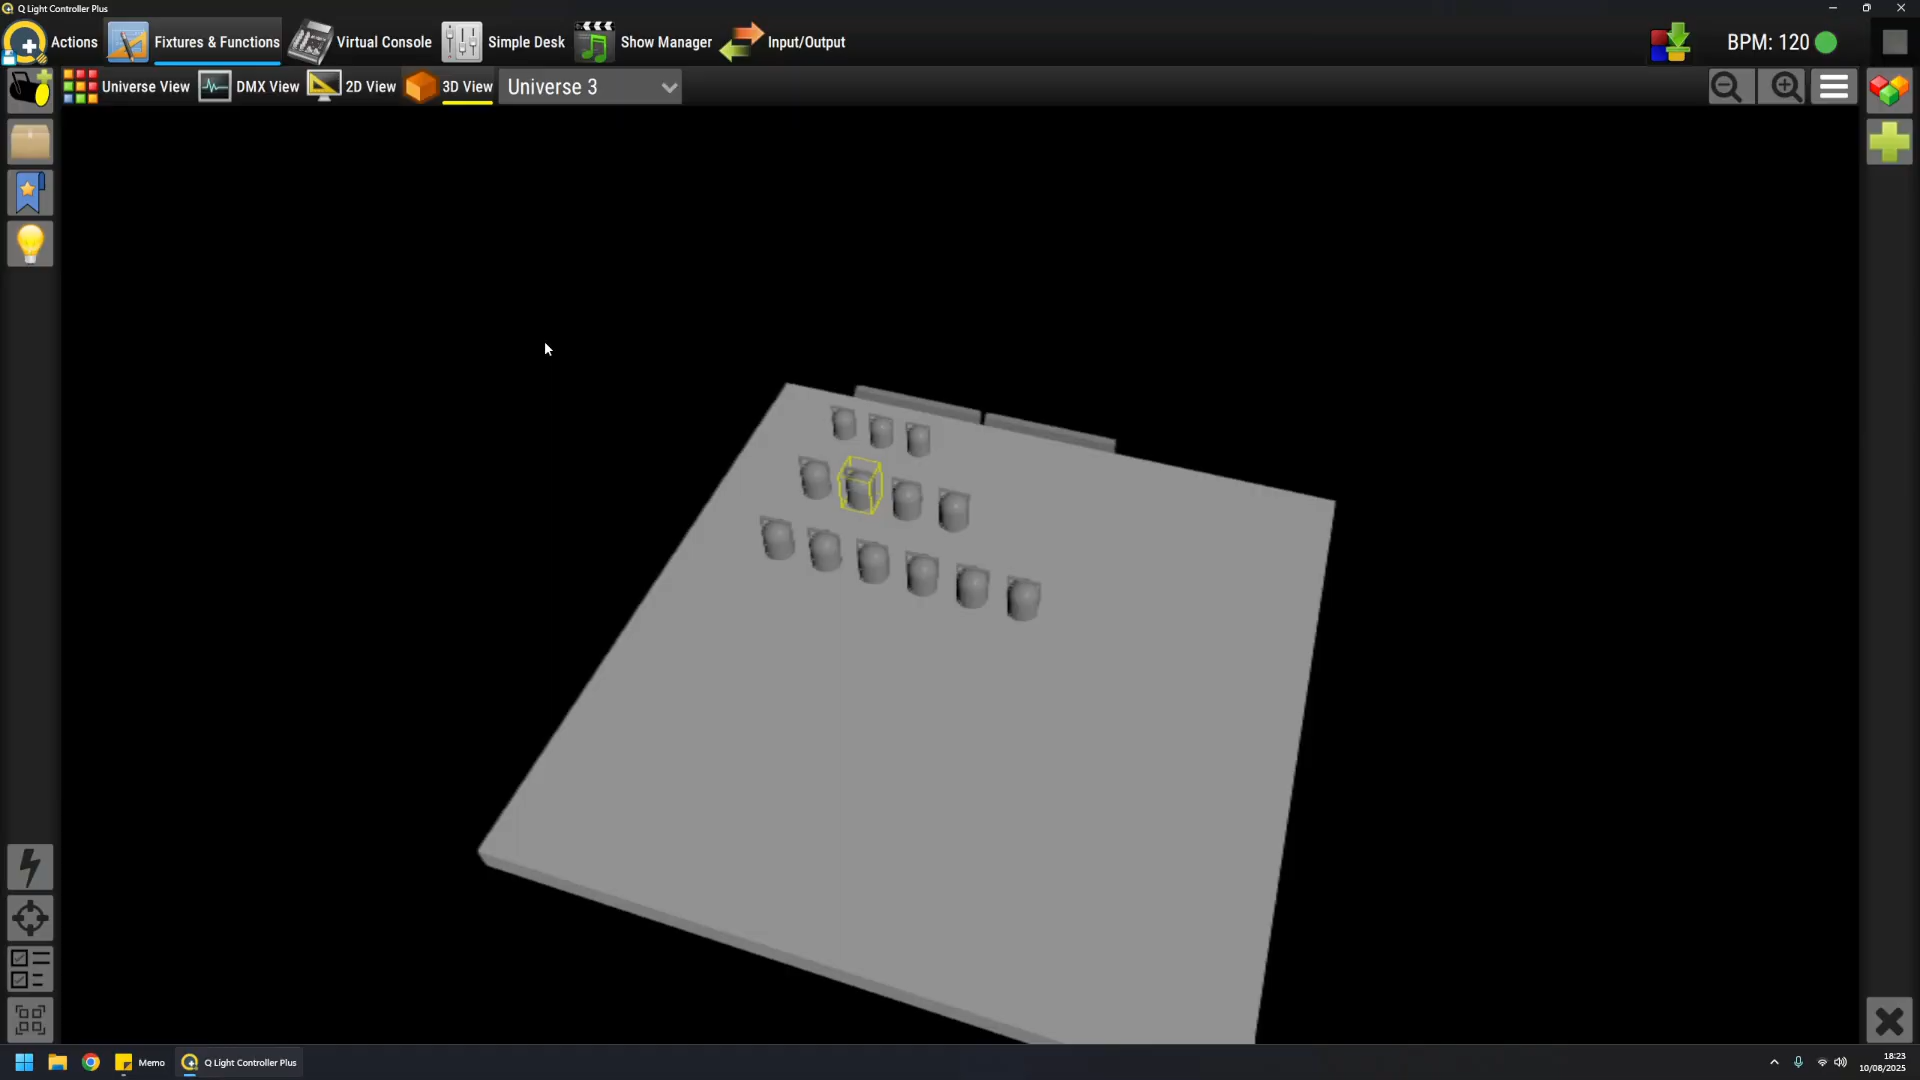 Q Light Controller Plus
Actions
Fixtures & Functions
Virtual Console
Simple Desk
Show Manager
Input/Output
BPM: 120
Universe View
DMX View
2D View
3D View
Universe 3
Memo
Q Light Controller Plus
18:23
10/08/2025